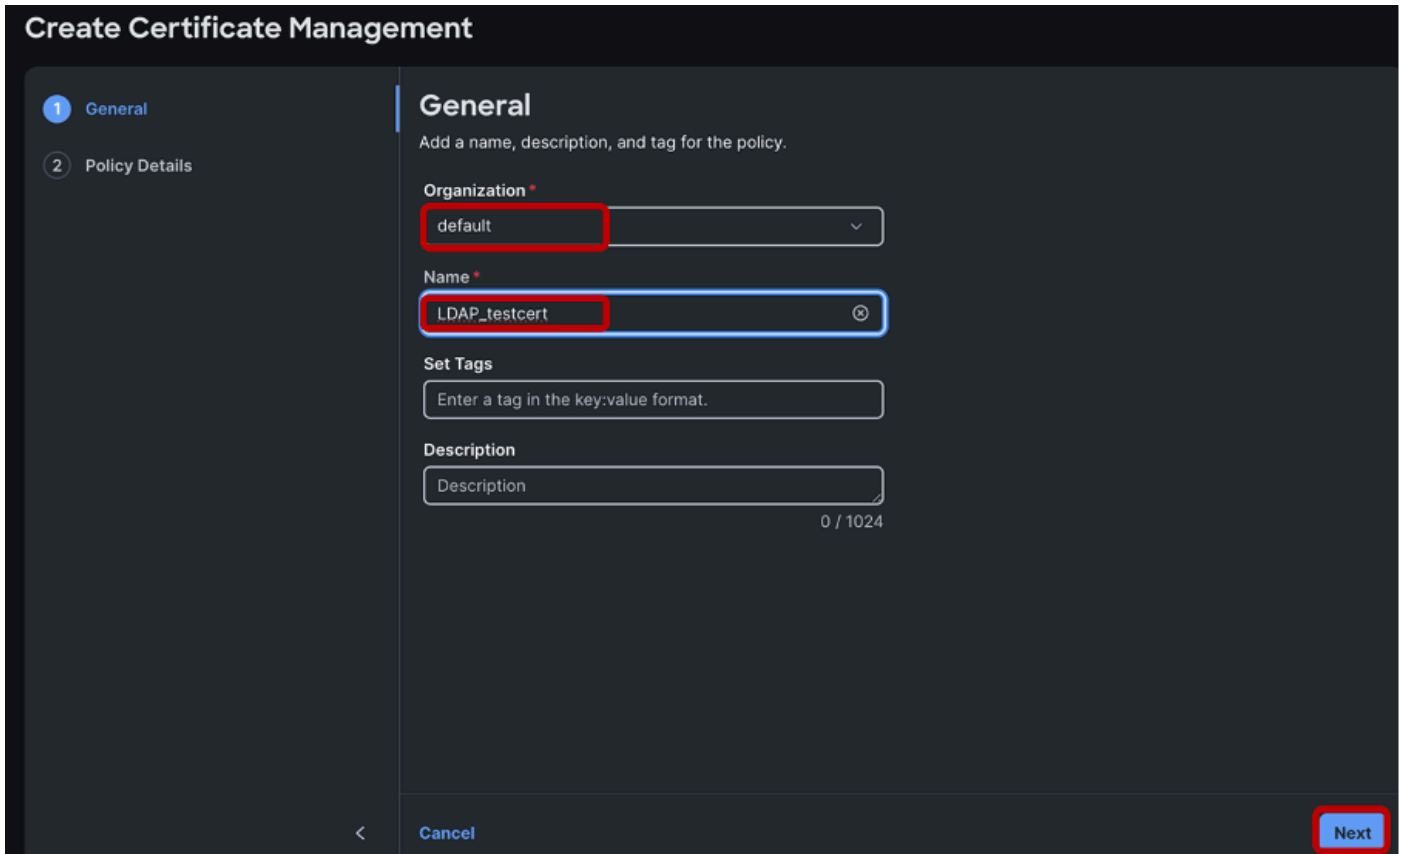 Create Certificate Management
1 General
2 Policy Details
General
Add a name, description, and tag for the policy.
Organization *
default
Name *
LDAP_testcert
Set Tags
Enter a tag in the key:value format.
Description
Description
0 / 1024
Cancel
Next